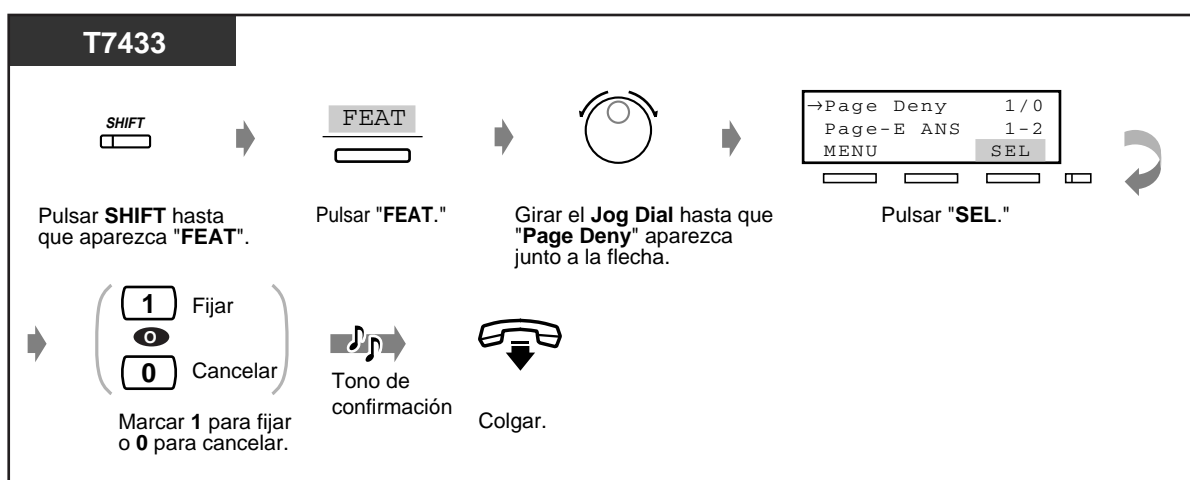 T7433
SHIFT
FEAT
→Page Deny 1/0
Page-E ANS 1-2
MENU SEL
Pulsar SHIFT hasta
que aparezca "FEAT".
Pulsar "FEAT."
Girar el Jog Dial hasta que
"Page Deny" aparezca
junto a la flecha.
Pulsar "SEL."
1 Fijar
o
0 Cancelar
Marcar 1 para fijar
o 0 para cancelar.
Tono de
confirmación
Colgar.